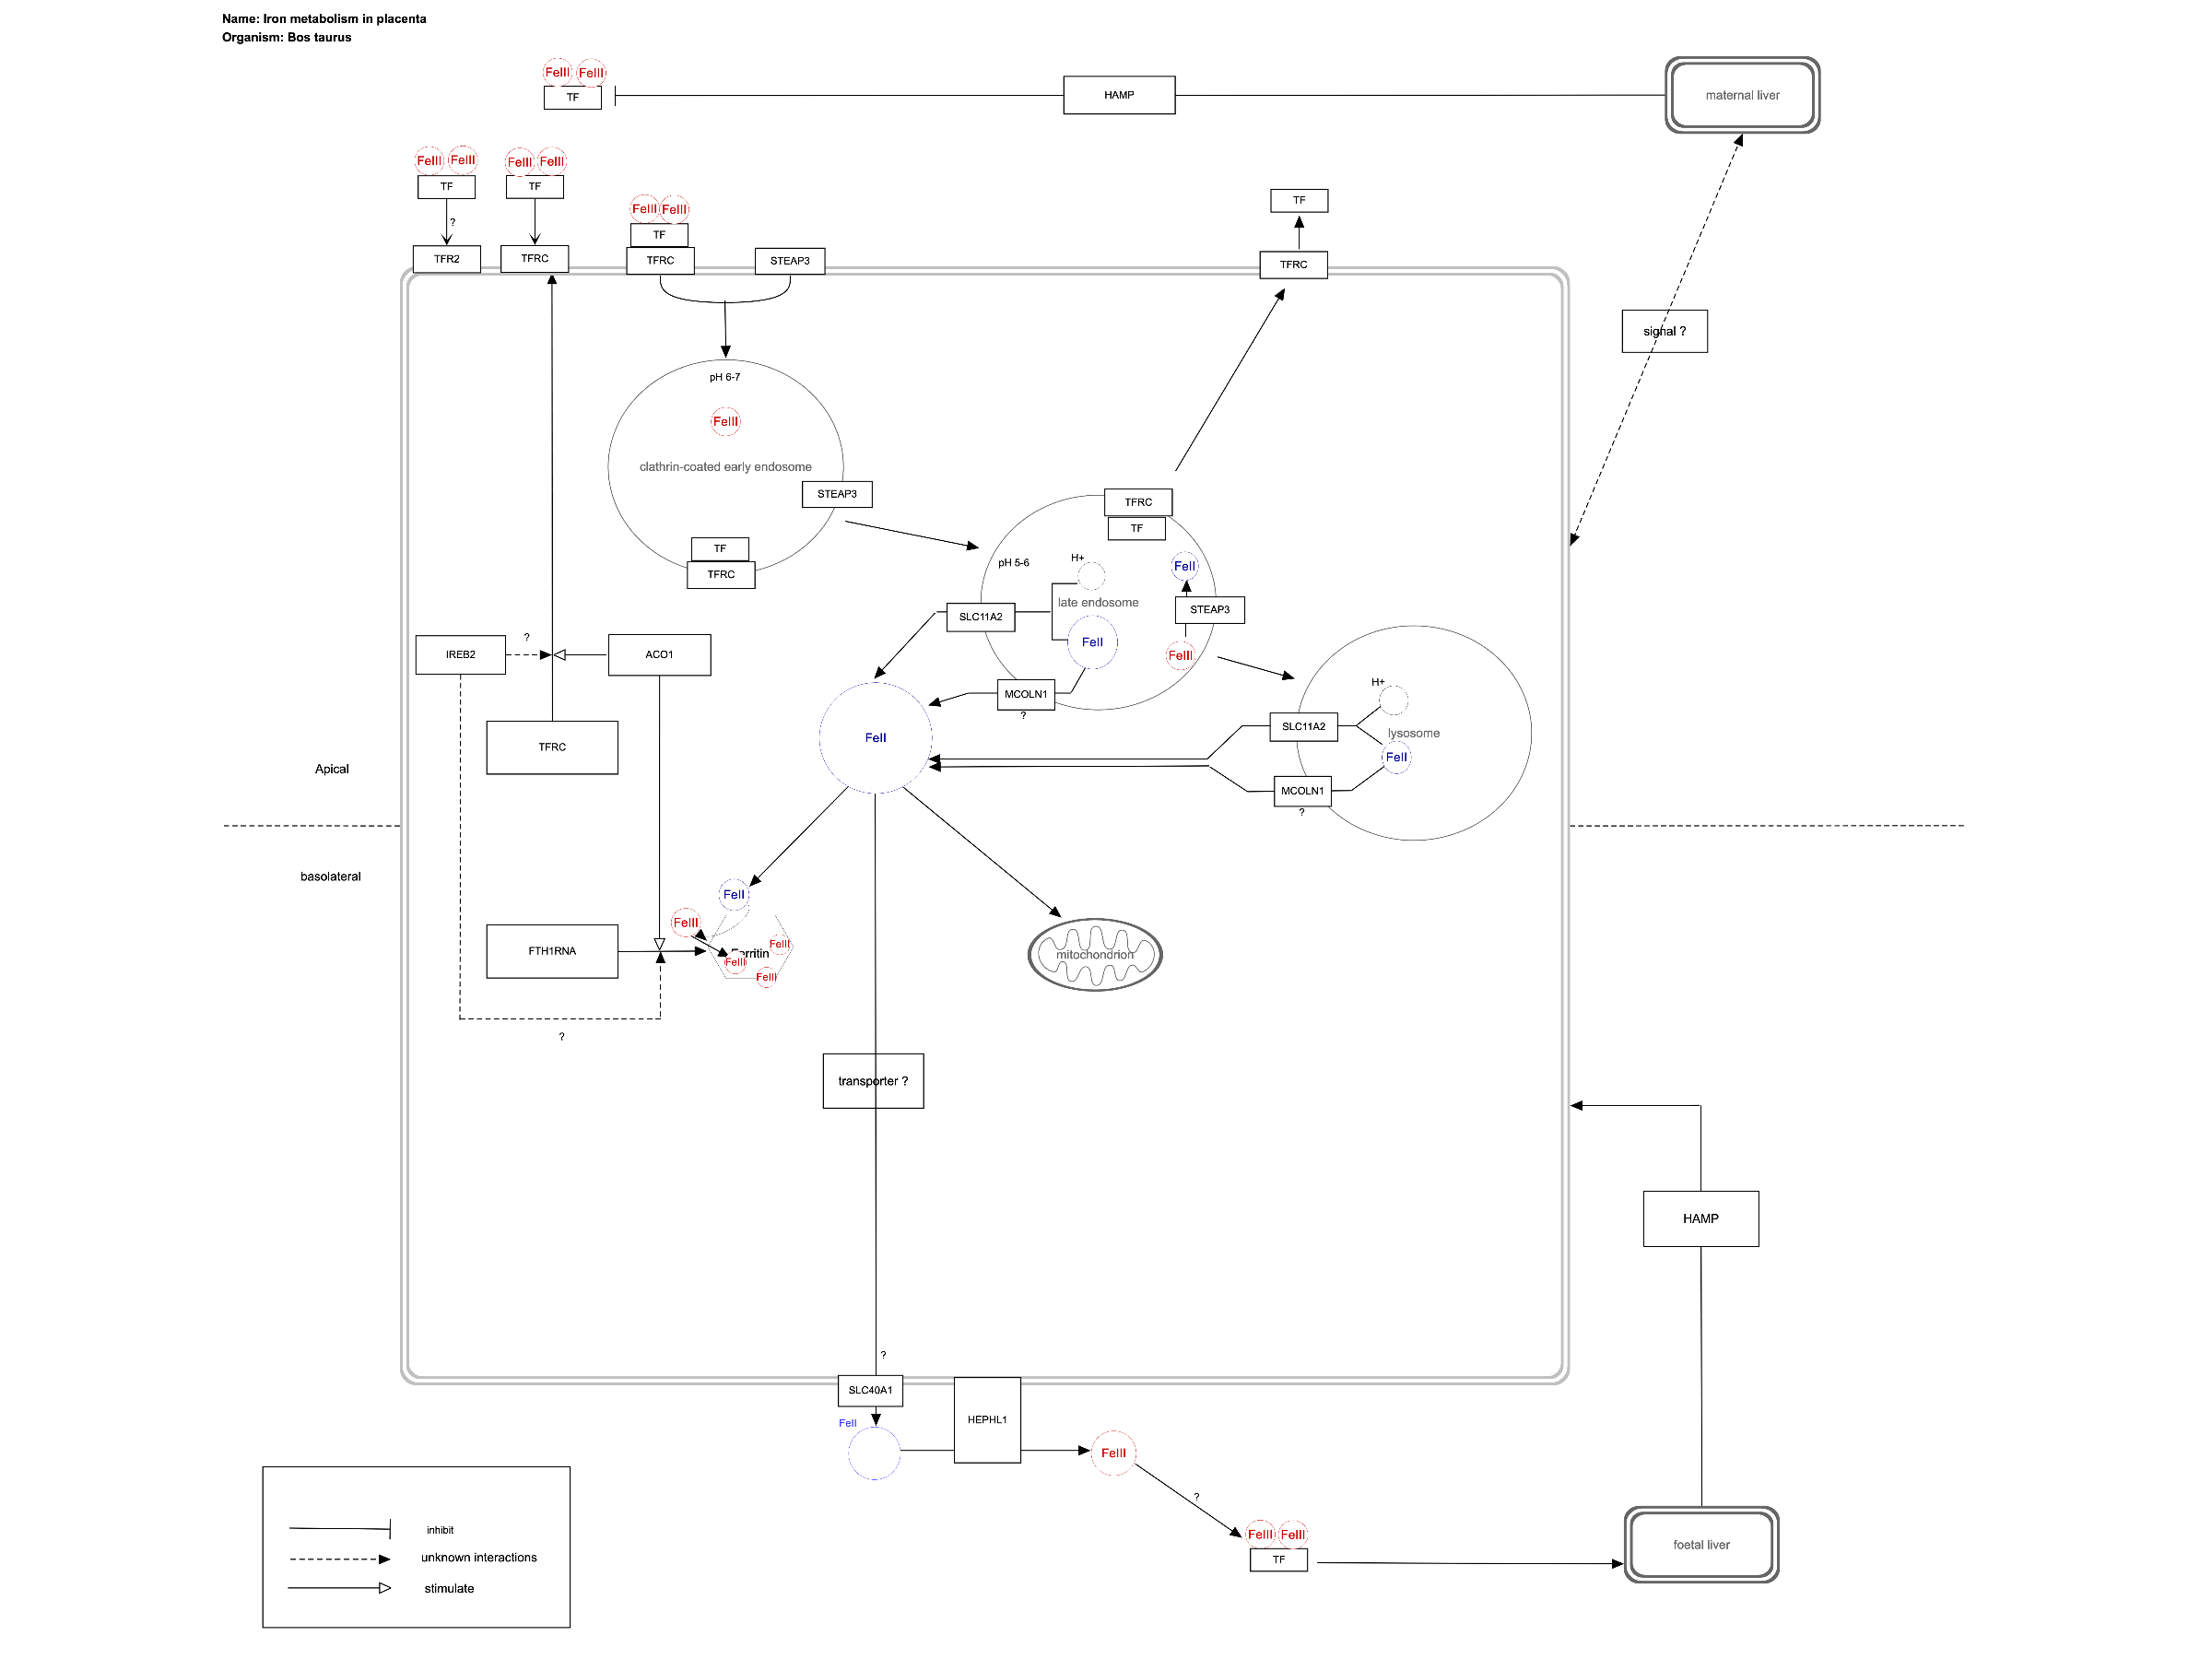 Name: Iron metabolism in placenta
Organism: Bos taurus
FeIII FeIII
TF
HAMP
maternal liver
FeIII FeIII
TF
?
TFR2
FeIII FeIII
TF
TFRC
FeIII FeIII
TF
TFRC
STEAP3
TF
TFRC
signal ?
pH 6-7
FeIII
clathrin-coated early endosome
STEAP3
TF
TFRC
TFRC
TF
pH 5-6
H+
FeII
late endosome
SLC11A2
STEAP3
FeII
FeIII
MCOLN1
?
IREB2
?
ACO1
TFRC
FeII
H+
SLC11A2
lysosome
FeII
MCOLN1
?
Apical
basolateral
FeII
FeIII
FTH1RNA
Ferritin
FeIII
FeIII
FeIII
?
mitochondrion
transporter ?
?
SLC40A1
FeII
HEPHL1
FeIII
?
FeIII FeIII
TF
HAMP
foetal liver
inhibit
unknown interactions
stimulate